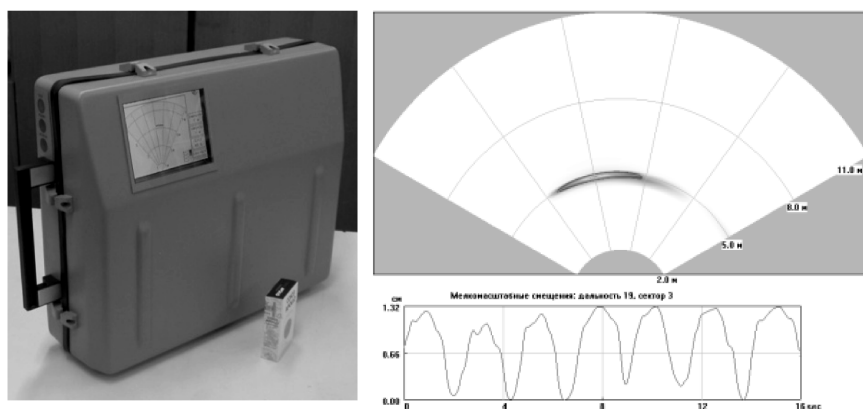 11.0 м
8.0 м
5.0 м
2.0 м
Мелкомасштабные смещения: дальность 19, сектор 3
см
1.32
0.66
0.00
0 4 8 12 16 sec